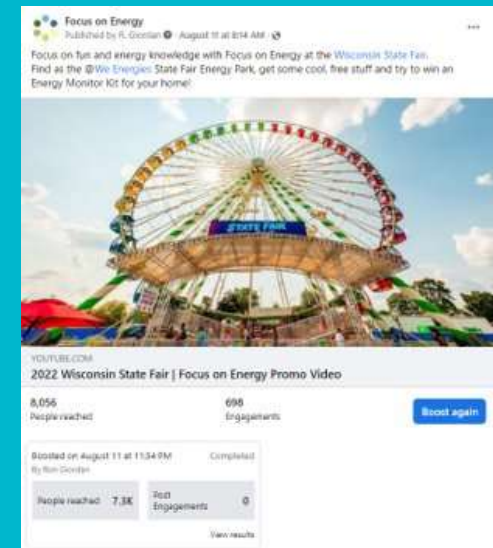 Focus on Energy
Published by R. Giordan · August 11 at 8:14 AM ·
Focus on fun and energy knowledge with Focus on Energy at the Wisconsin State Fair.
Find as the @We Energies State Fair Energy Park, get some cool, free stuff and try to win an
Energy Monitor Kit for your home!
STATE FAIR
YOUTUBE.COM
2022 Wisconsin State Fair | Focus on Energy Promo Video
8,056
People reached
698
Engagements
Boost again
Boosted on August 11 at 11:34 PM
Completed
By Ron Giordan
People reached 7.3K
Post
Engagements 0
View results